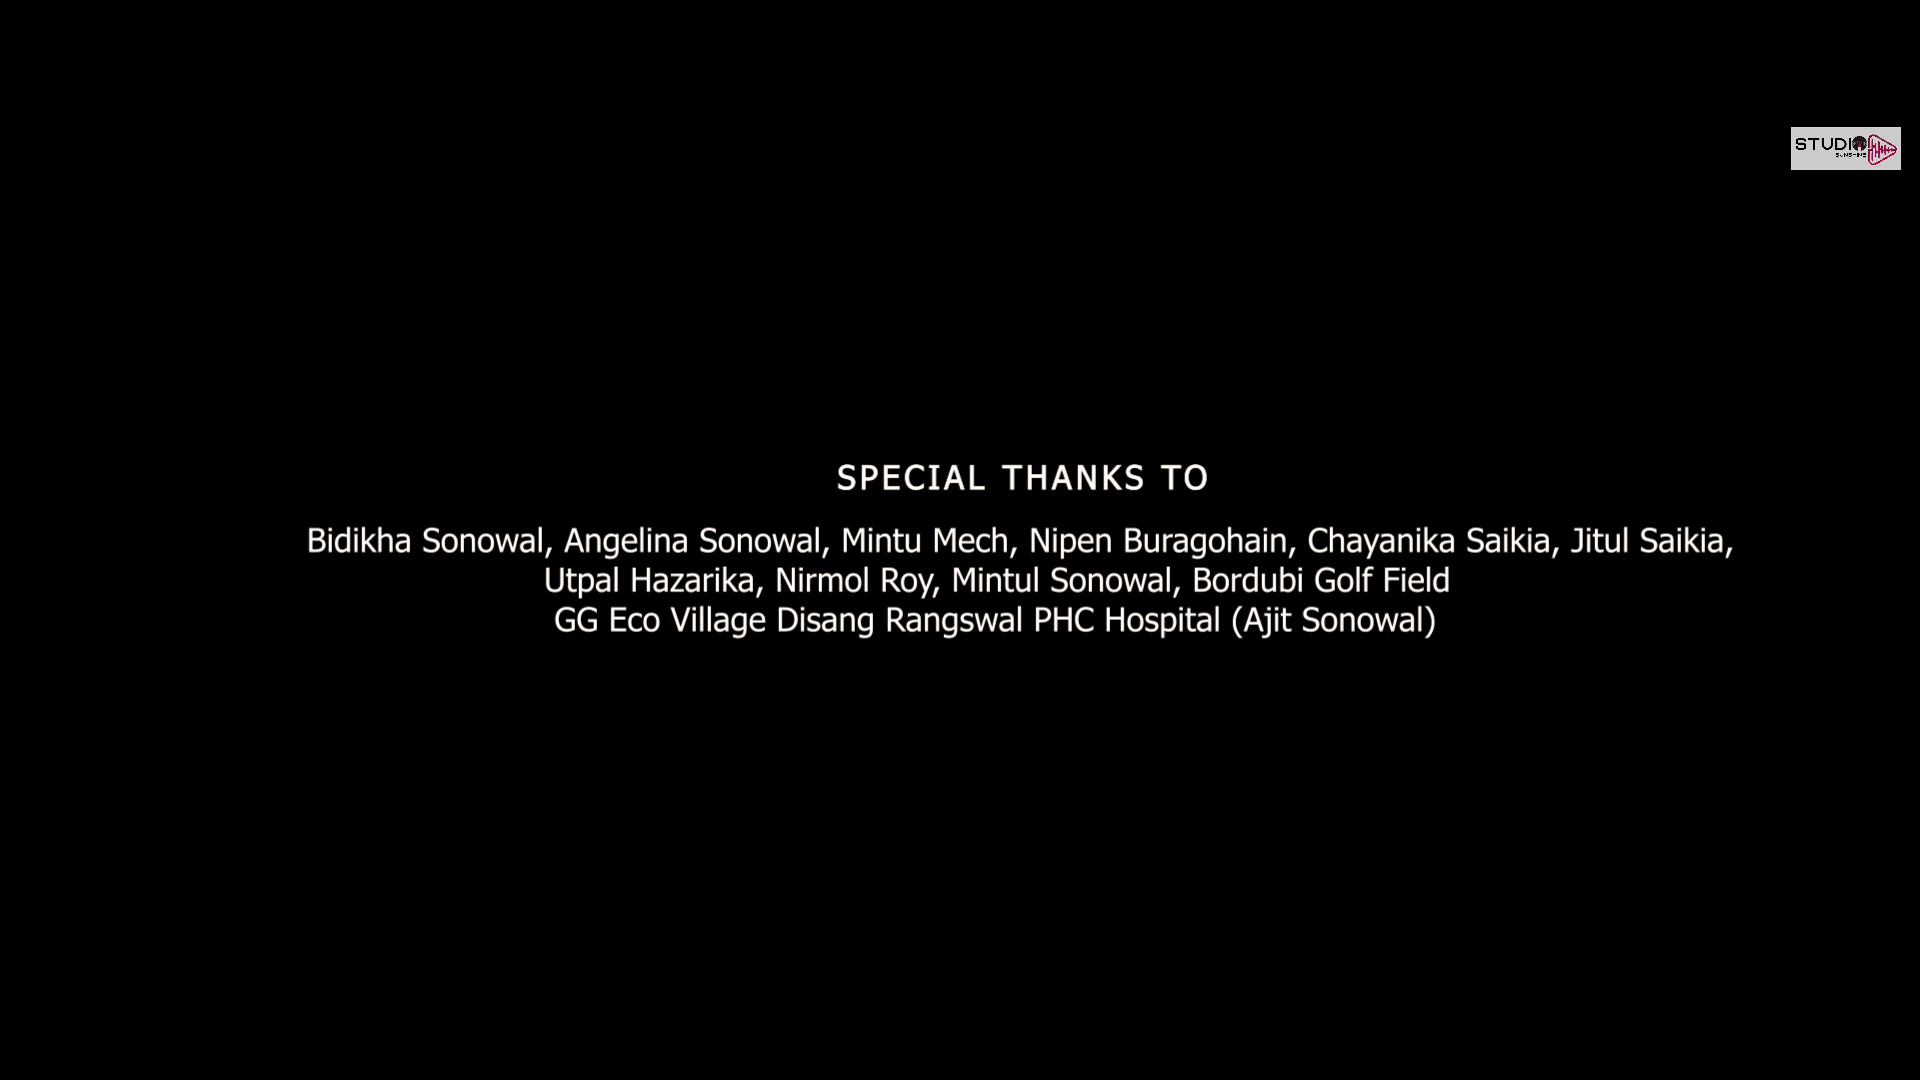 STUDIO
SUNSHINE
SPECIAL THANKS TO
Bidikha Sonowal, Angelina Sonowal, Mintu Mech, Nipen Buragohain, Chayanika Saikia, Jitul Saikia,
Utpal Hazarika, Nirmol Roy, Mintul Sonowal, Bordubi Golf Field
GG Eco Village Disang Rangswal PHC Hospital (Ajit Sonowal)